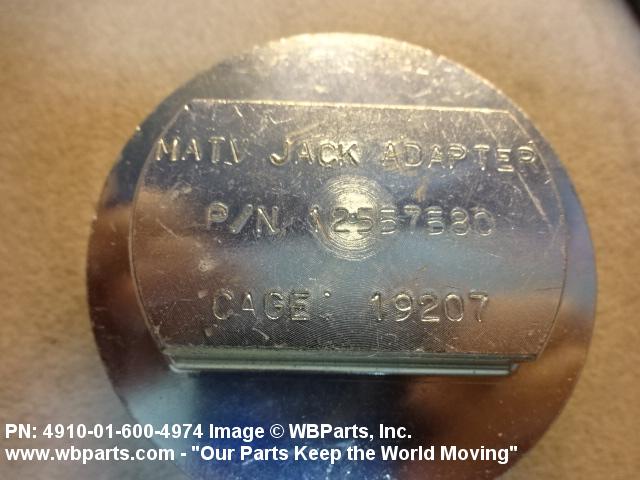 MATV JACK ADAPTER
P/N 12557580
CAGE: 19207
PN: 4910-01-600-4974 Image © WBParts, Inc.
www.wbparts.com - "Our Parts Keep the World Moving"